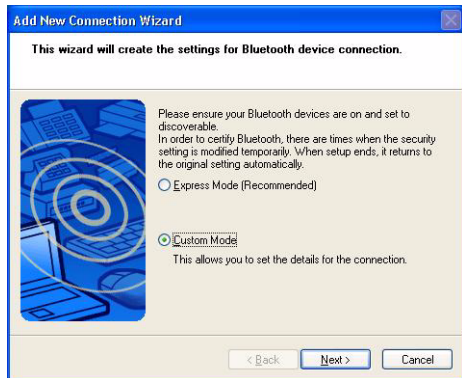 Add New Connection Wizard
This wizard will create the settings for Bluetooth device connection.
Please ensure your Bluetooth devices are on and set to
discoverable.
In order to certify Bluetooth, there are times when the security
setting is modified temporarily. When setup ends, it returns to
the original setting automatically.
Express Mode (Recommended)
Custom Mode
This allows you to set the details for the connection.
< Back Next > Cancel